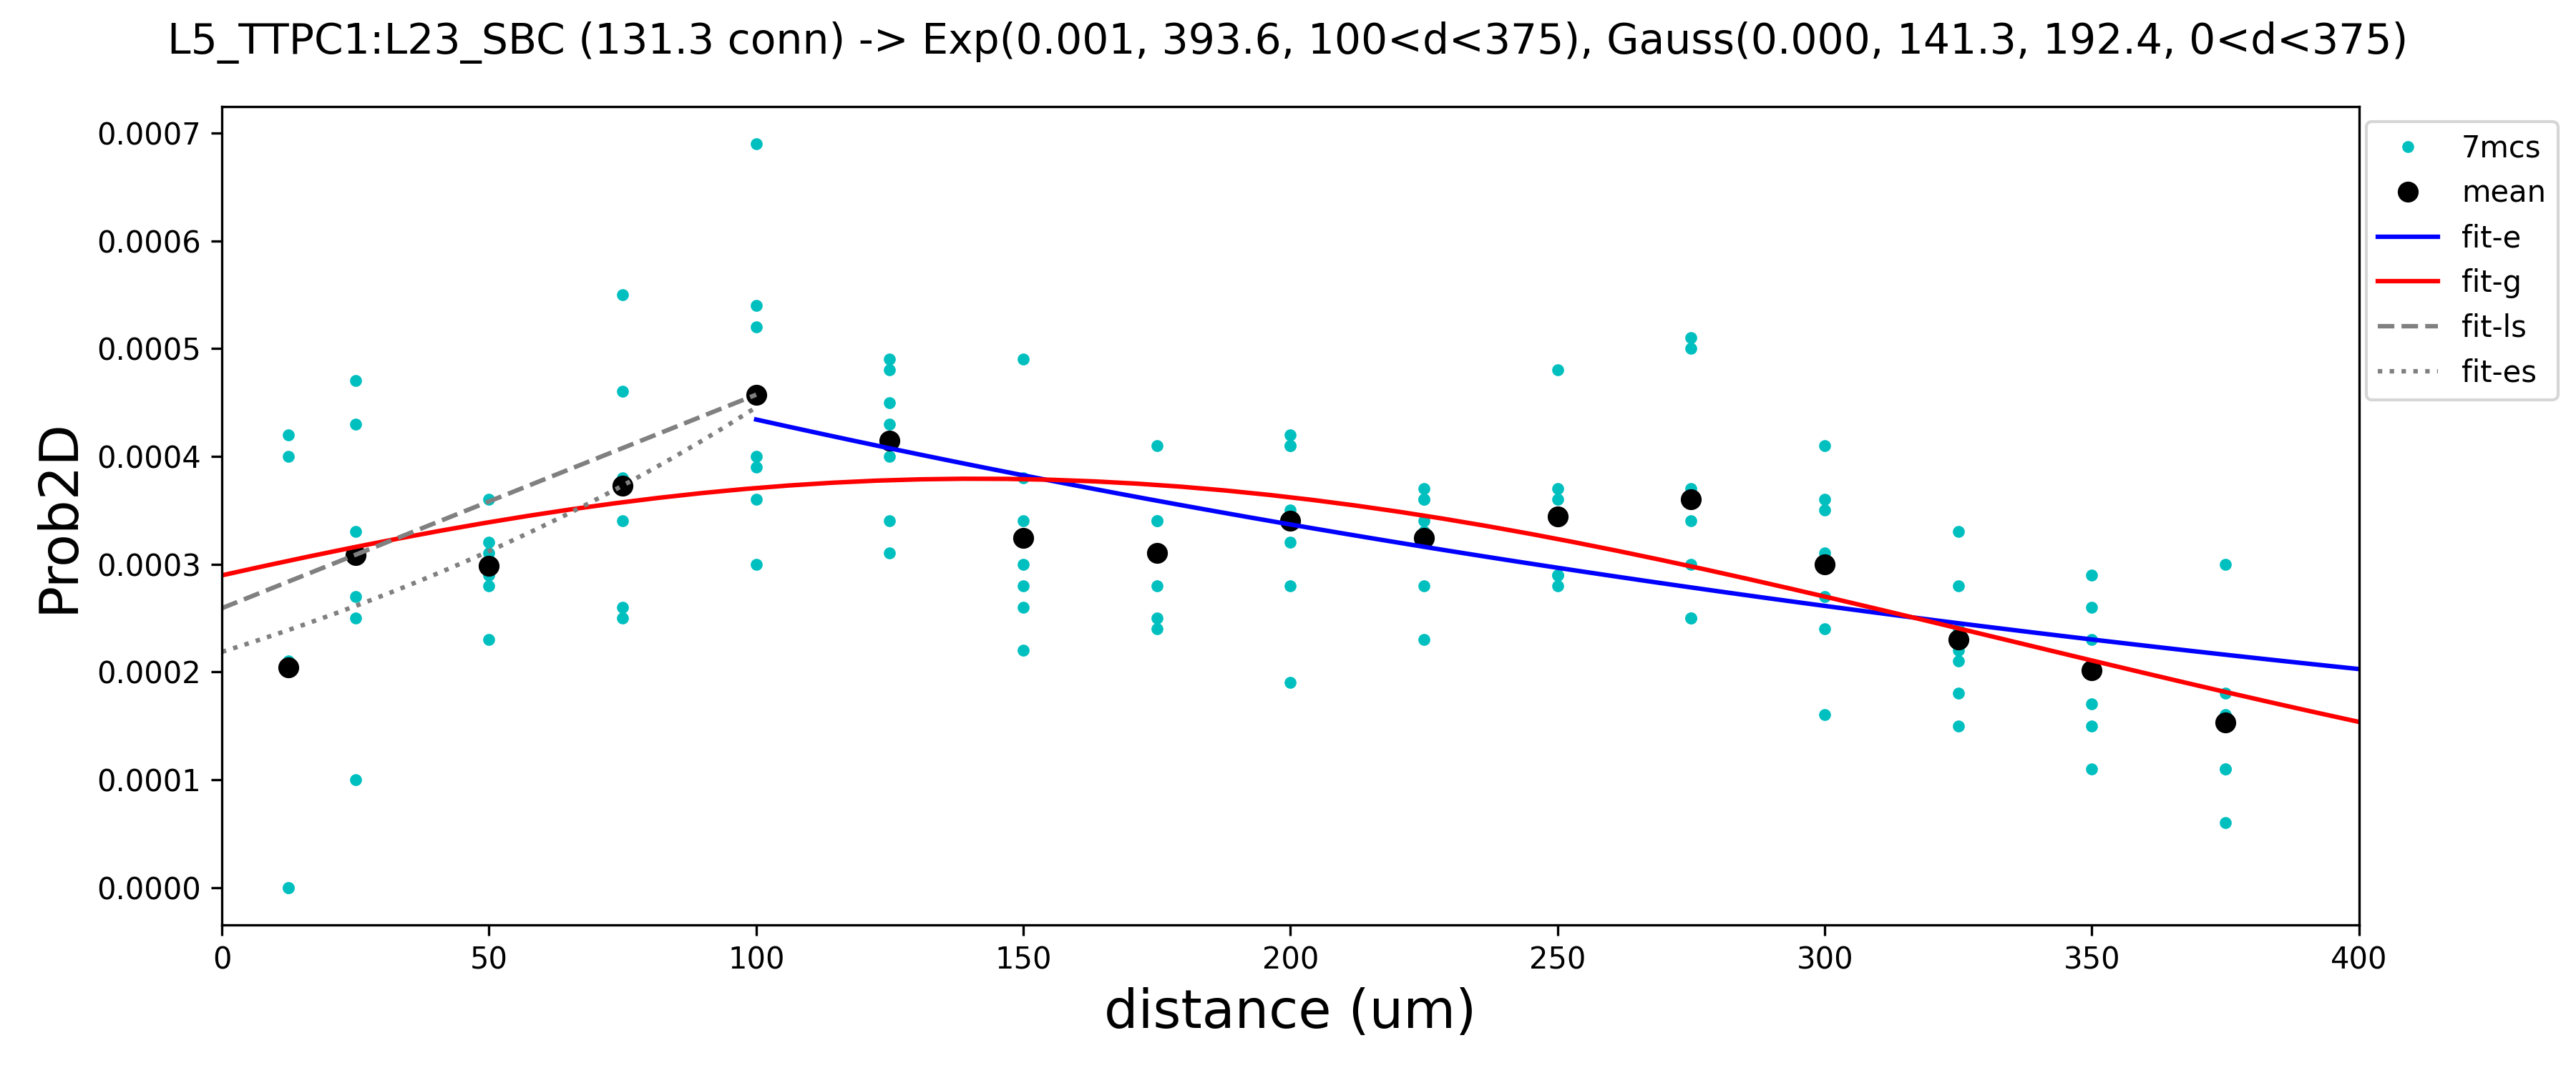 L5_TTPC1:L23_SBC (131.3 conn) -> Exp(0.001, 393.6, 100<d<375), Gauss(0.000, 141.3, 192.4, 0<d<375)
0.0007
0.0006
0.0005
0.0004
0.0003
0.0002
0.0001
0.0000
Prob2D
0 50 100 150 200 250 300 350 400
distance (um)
7mcs
mean
fit-e
fit-g
fit-ls
fit-es